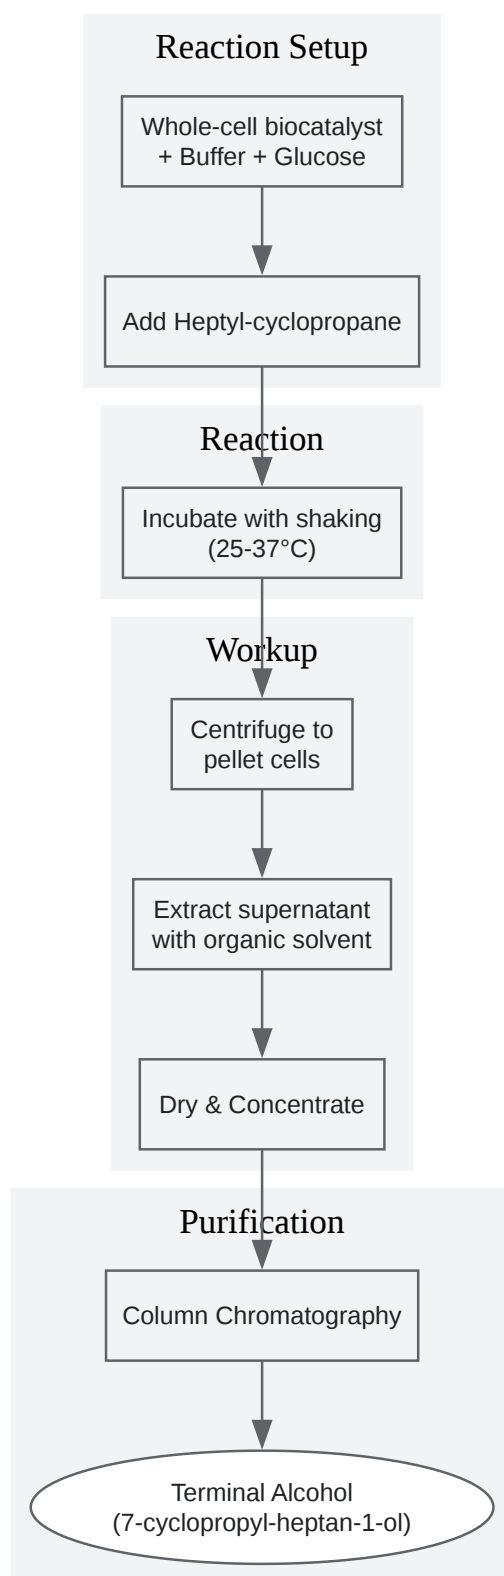 Reaction Setup
Whole-cell biocatalyst
+ Buffer + Glucose
Add Heptyl-cyclopropane
Reaction
Incubate with shaking
(25-37°C)
Workup
Centrifuge to
pellet cells
Extract supernatant
with organic solvent
Dry & Concentrate
Purification
Column Chromatography
Terminal Alcohol
(7-cyclopropyl-heptan-1-ol)